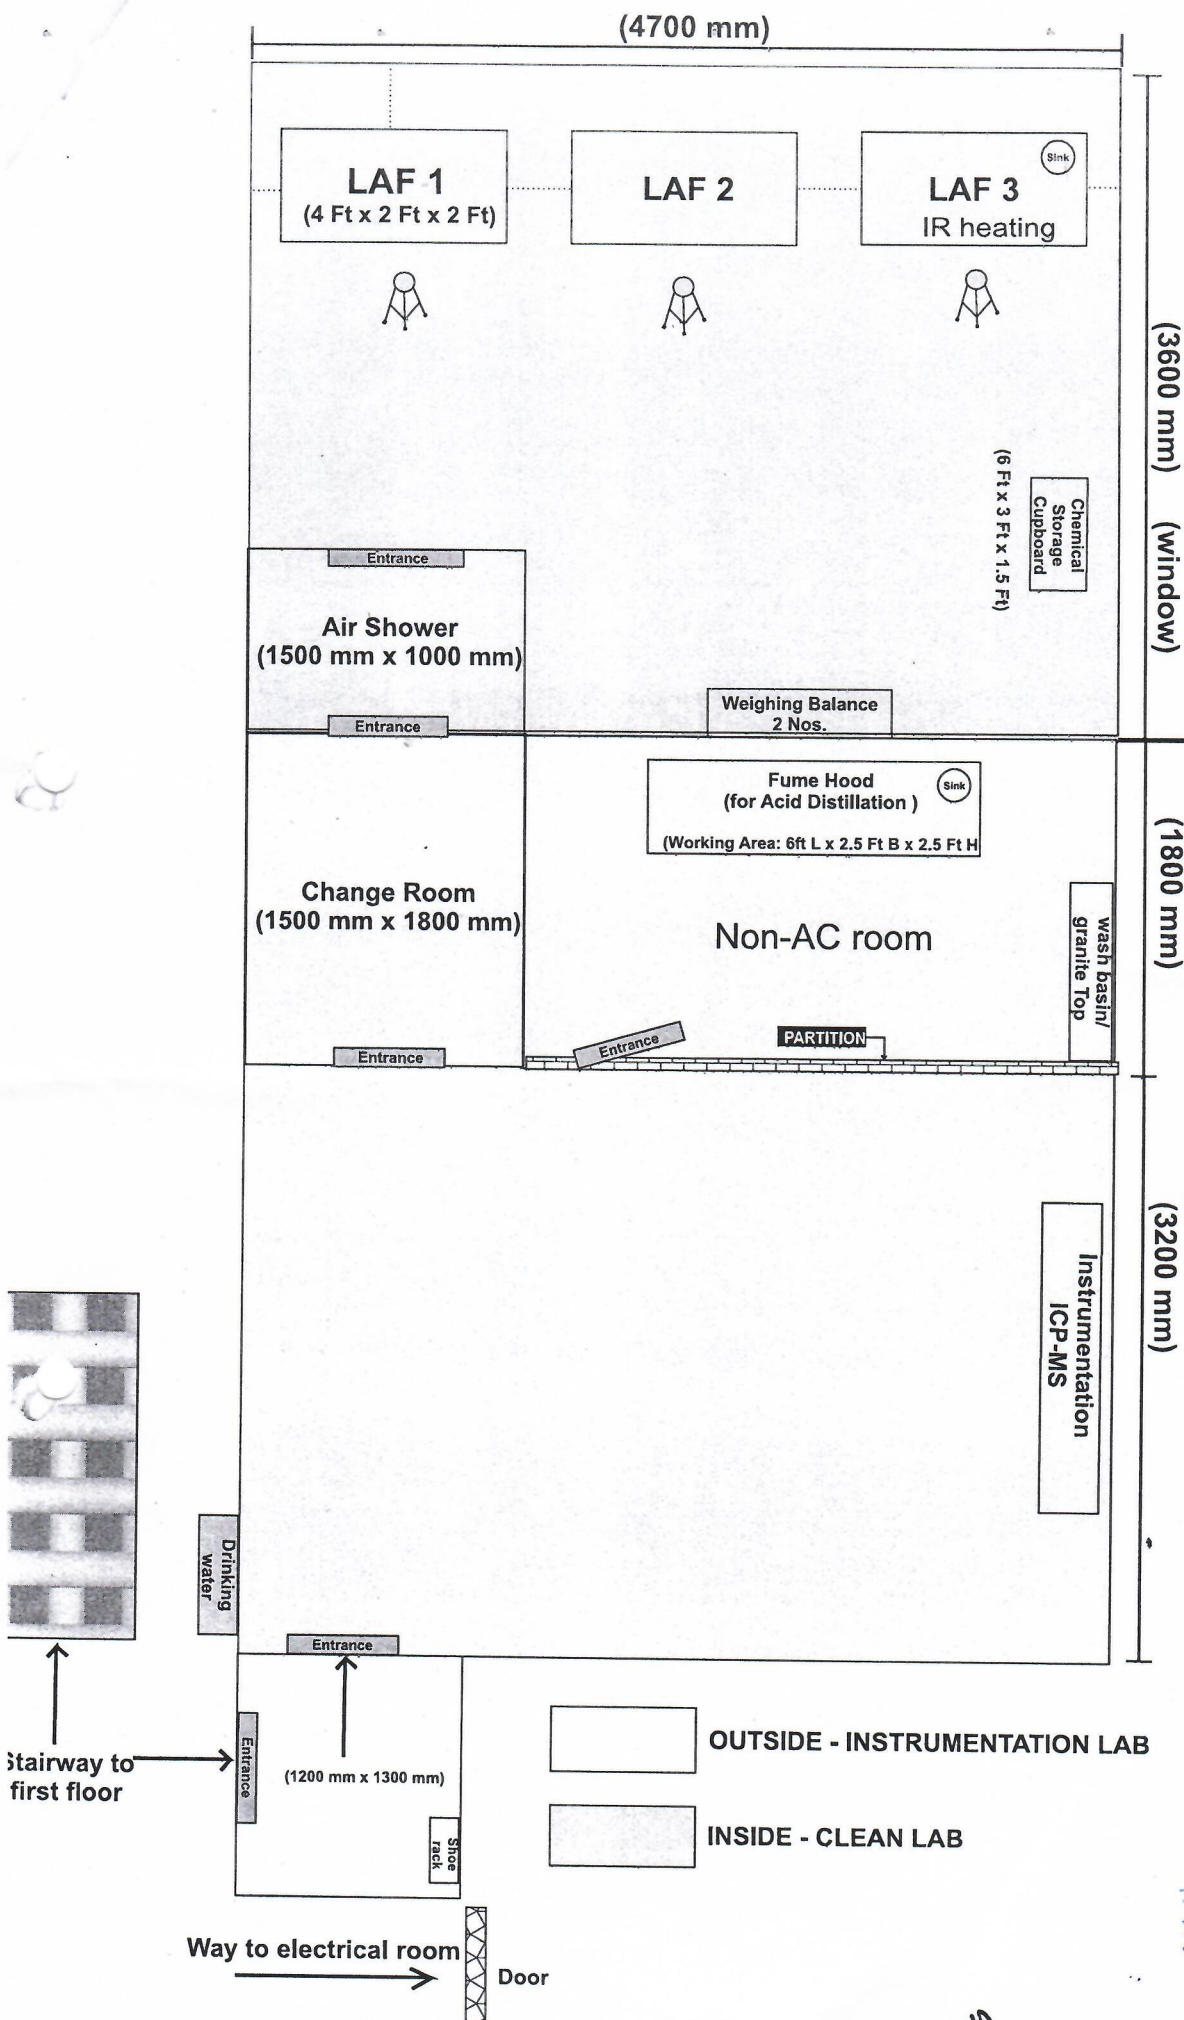 (4700 mm)
LAF 1
(4 Ft x 2 Ft x 2 Ft)
LAF 2
Sink
LAF 3
IR heating
(3600 mm)
(window)
Chemical
Storage
Cupboard
(6 Ft x 3 Ft x 1.5 Ft)
Entrance
Air Shower
(1500 mm x 1000 mm)
Entrance
Weighing Balance
2 Nos.
Fume Hood
(for Acid Distillation )
Sink
(Working Area: 6ft L x 2.5 Ft B x 2.5 Ft H
(1800 mm)
Change Room
(1500 mm x 1800 mm)
Non-AC room
wash basin/
granite Top
Entrance
PARTITION
Entrance
(3200 mm)
Instrumentation
ICP-MS
Drinking
water
Entrance
Stairway to
first floor
Entrance
(1200 mm x 1300 mm)
Shoe
rack
OUTSIDE - INSTRUMENTATION LAB
INSIDE - CLEAN LAB
Way to electrical room
Door